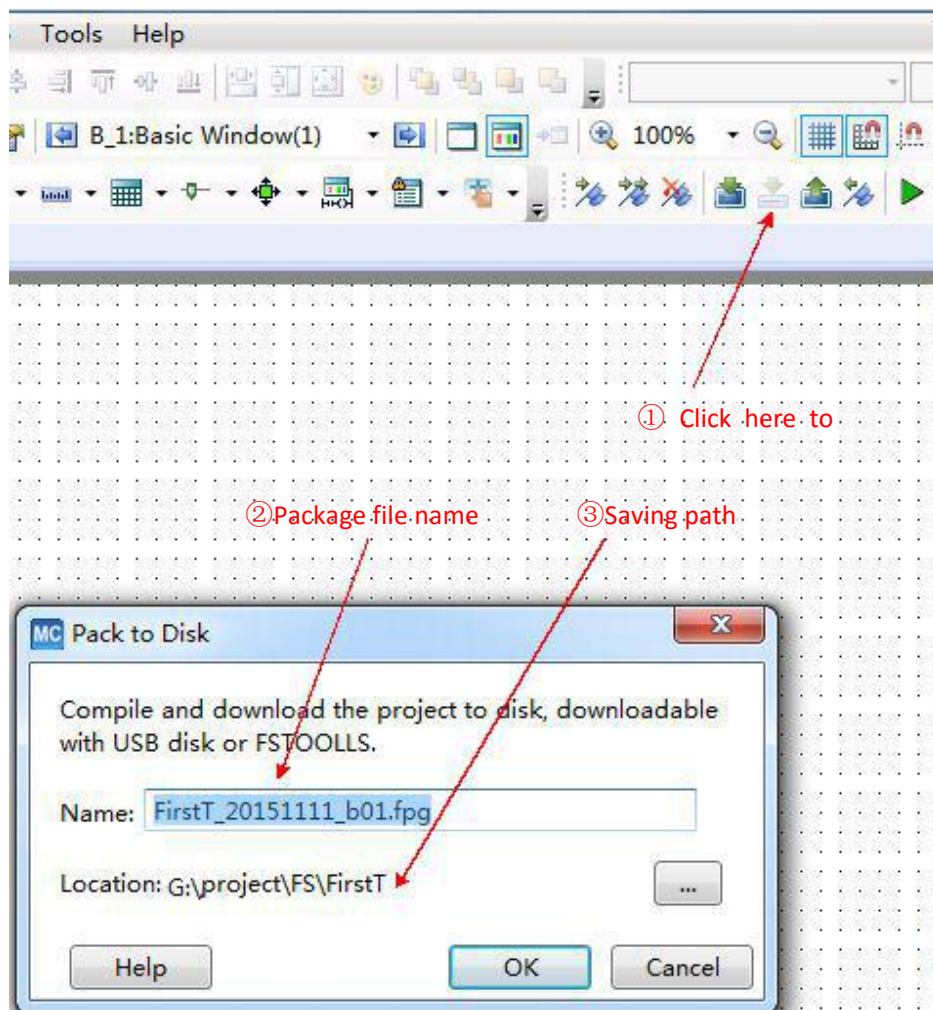 Tools Help
B_1:Basic Window(1) 100%
① Click here to
②Package file name ③Saving path
MC Pack to Disk
Compile and download the project to disk, downloadable
with USB disk or FSTOOLLS.
Name: FirstT_20151111_b01.fpg
Location: G:\project\FS\FirstT ...
Help OK Cancel